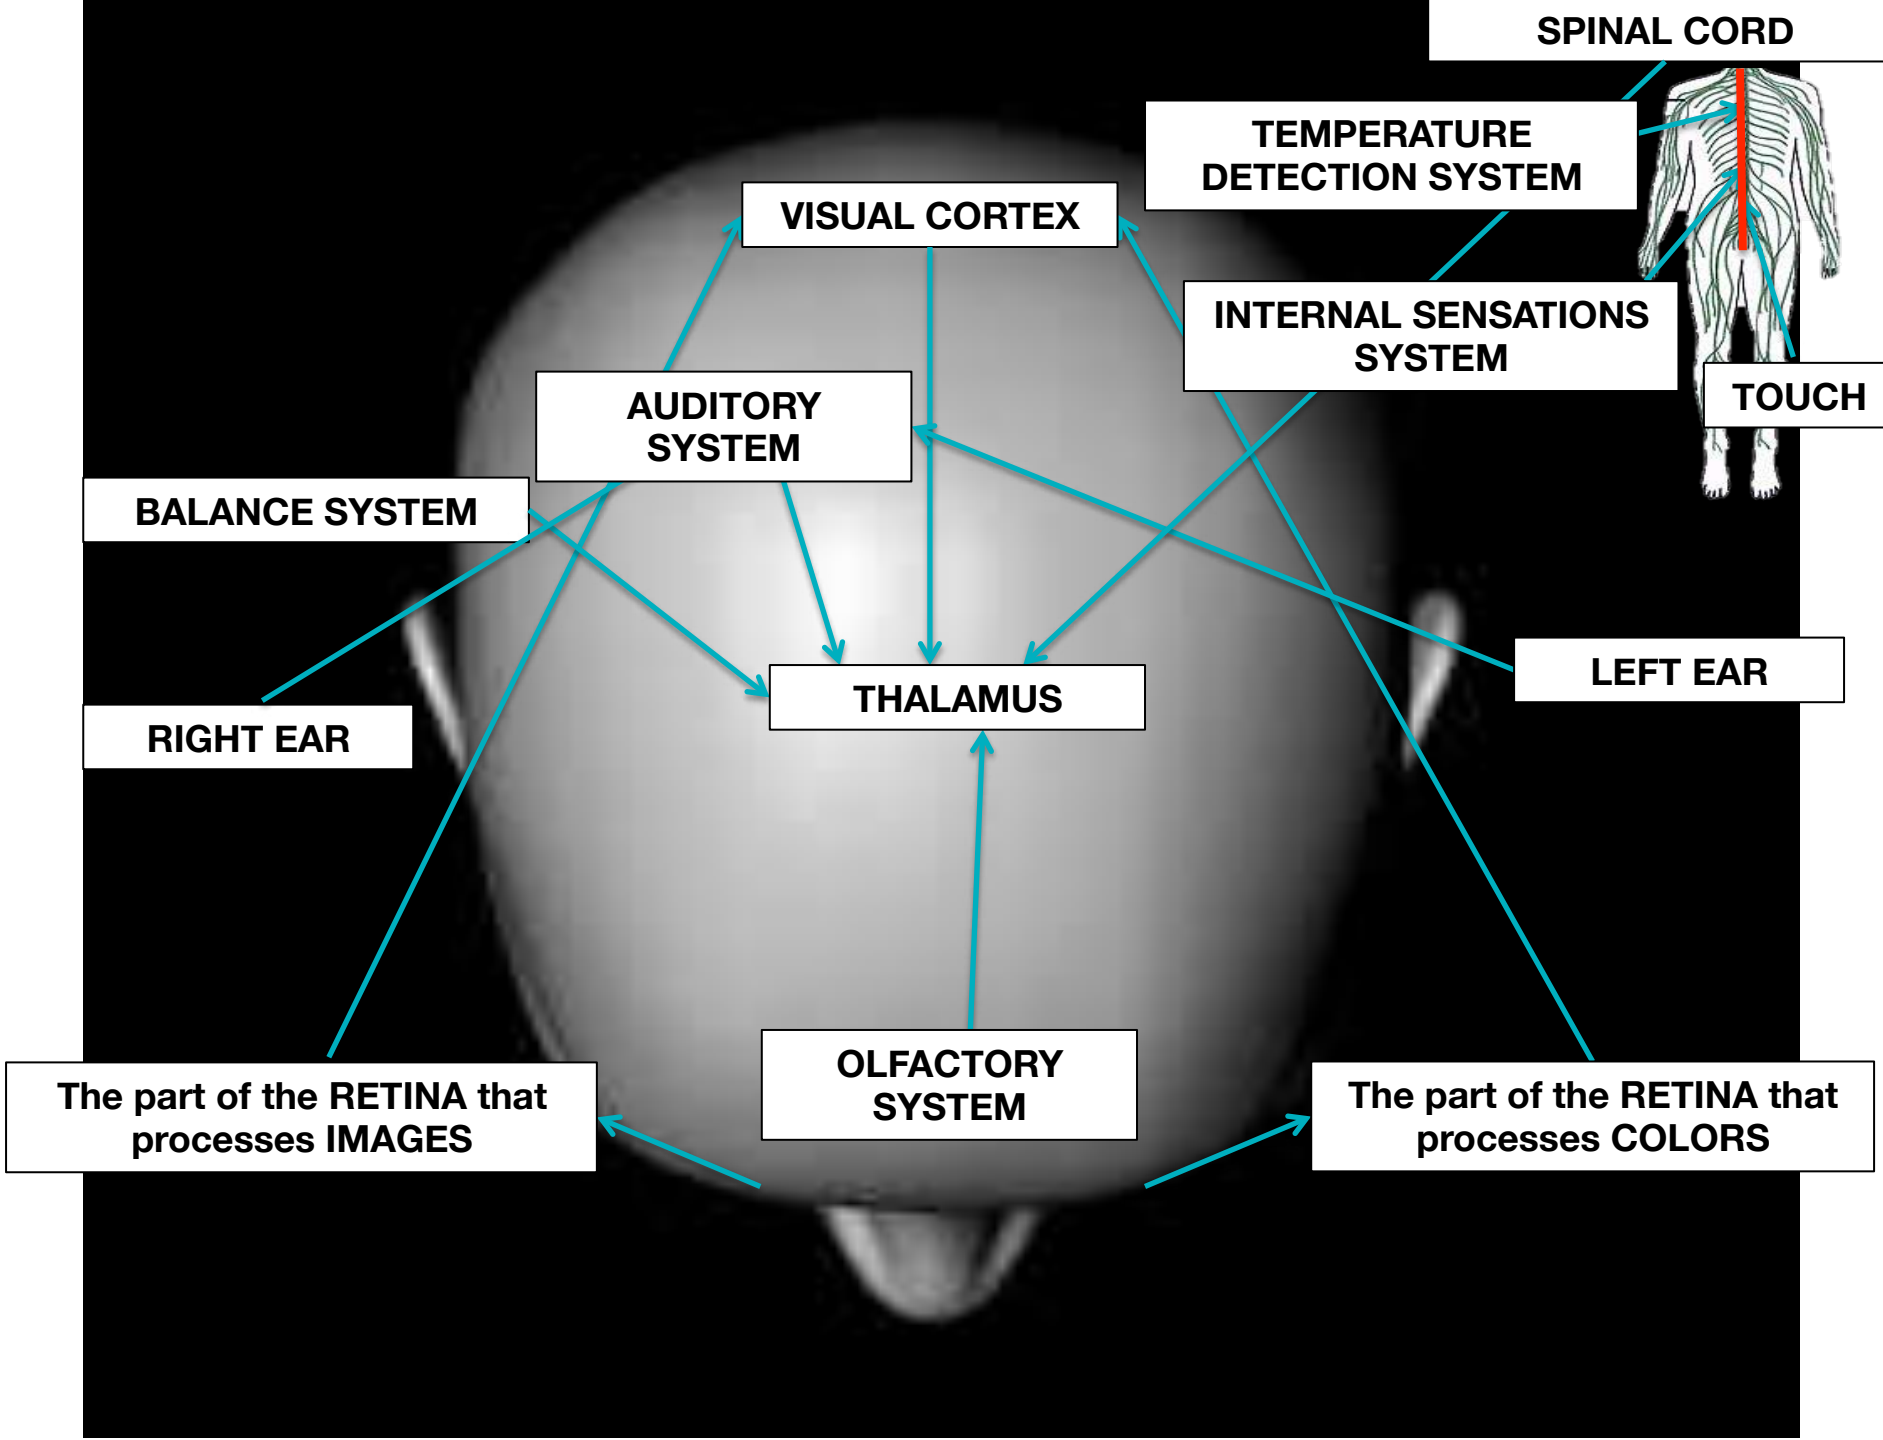 SPINAL CORD
TEMPERATURE
DETECTION SYSTEM
VISUAL CORTEX
INTERNAL SENSATIONS
SYSTEM
TOUCH
AUDITORY
SYSTEM
BALANCE SYSTEM
LEFT EAR
THALAMUS
RIGHT EAR
OLFACTORY
SYSTEM
The part of the RETINA that
processes IMAGES
The part of the RETINA that
processes COLORS